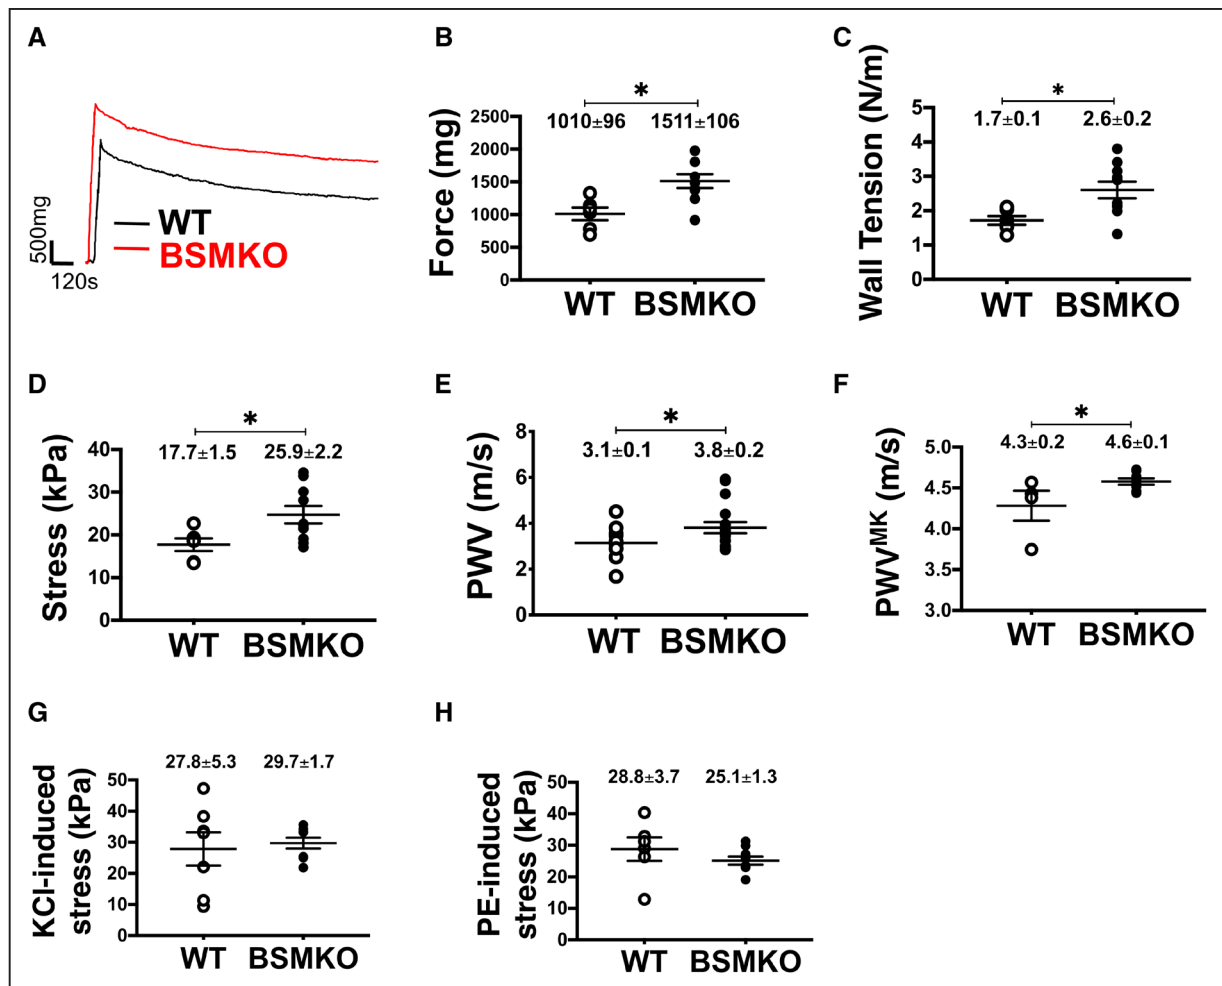 A
500mg
120s
WT
BSMKO
B
*
1010±96 1511±106
Force (mg)
2500
2000
1500
1000
500
0
WT BSMKO
C
*
1.7±0.1 2.6±0.2
Wall Tension (N/m)
5
4
3
2
1
0
WT BSMKO
D
*
17.7±1.5 25.9±2.2
Stress (kPa)
40
30
20
10
0
WT BSMKO
E
*
3.1±0.1 3.8±0.2
PWV (m/s)
8
6
4
2
0
WT BSMKO
F
*
4.3±0.2 4.6±0.1
PWVMK (m/s)
5.0
4.5
4.0
3.5
3.0
WT BSMKO
G
27.8±5.3 29.7±1.7
KCl-induced
stress (kPa)
50
40
30
20
10
0
WT BSMKO
H
28.8±3.7 25.1±1.3
PE-induced
stress (kPa)
50
40
30
20
10
0
WT BSMKO